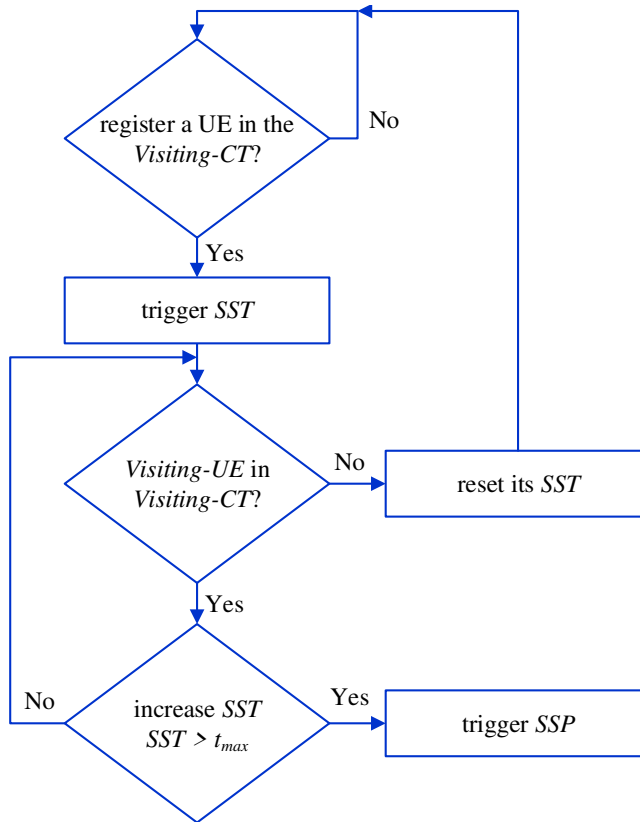 register a UE in the
Visiting-CT?
No
Yes
trigger SST
Visiting-UE in
Visiting-CT?
No
reset its SST
Yes
No
increase SST
SST > tmax
Yes
trigger SSP